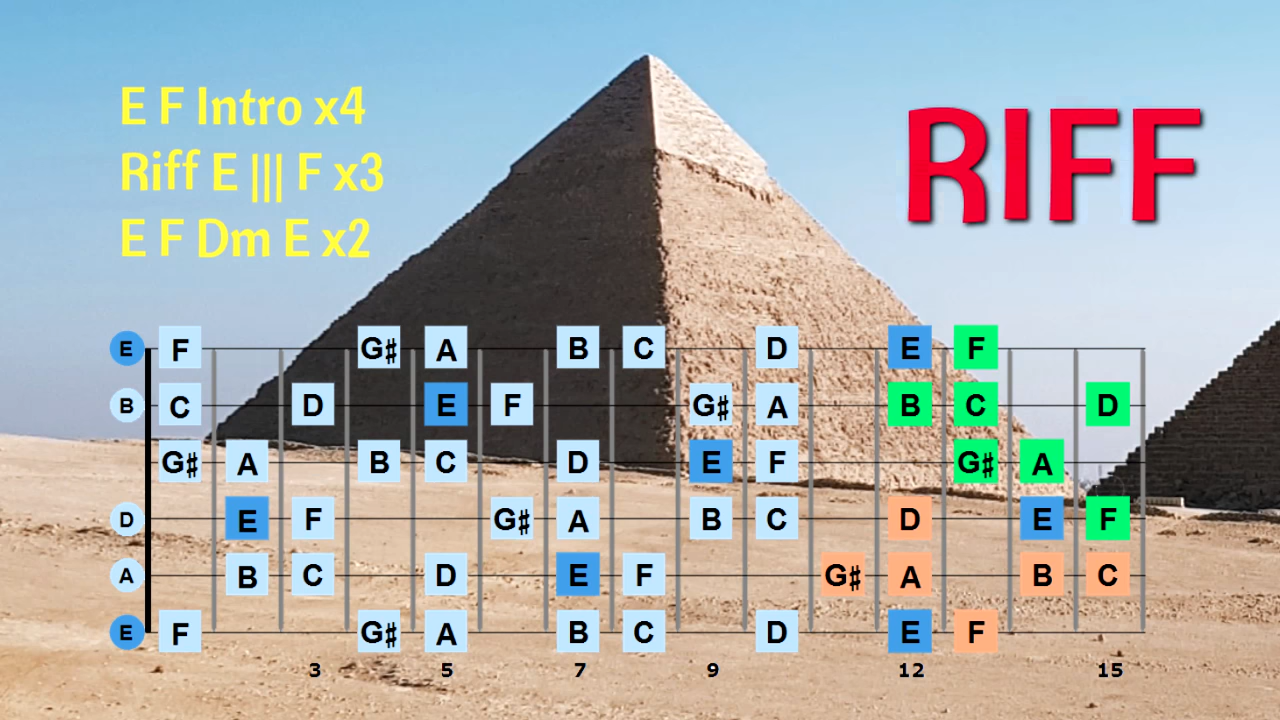 E F Intro x4
Riff E ||| F x3
E F Dm E x2
RIFF
E F G♯ A B C D E F
B C D E F G♯ A B C D
G♯ A B C D E F G♯ A
D E F G♯ A B C D E F
A B C D E F G♯ A B C
E F G♯ A B C D E F
3 5 7 9 12 15